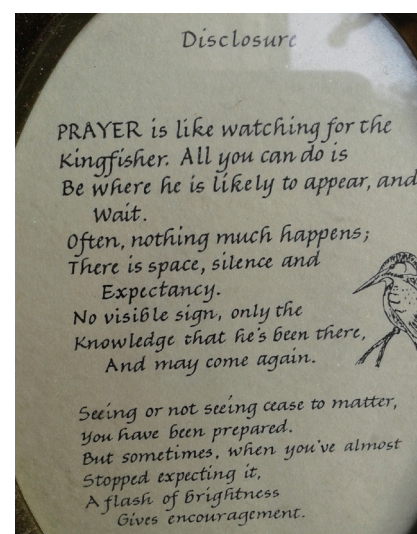 Disclosure
PRAYER is like watching for the
Kingfisher. All you can do is
Be where he is likely to appear, and
Wait.
Often, nothing much happens;
There is space, silence and
Expectancy.
No visible sign, only the
Knowledge that he's been there,
And may come again.
Seeing or not seeing cease to matter,
You have been prepared.
But sometimes, when you've almost
Stopped expecting it,
A flash of brightness
Gives encouragement.